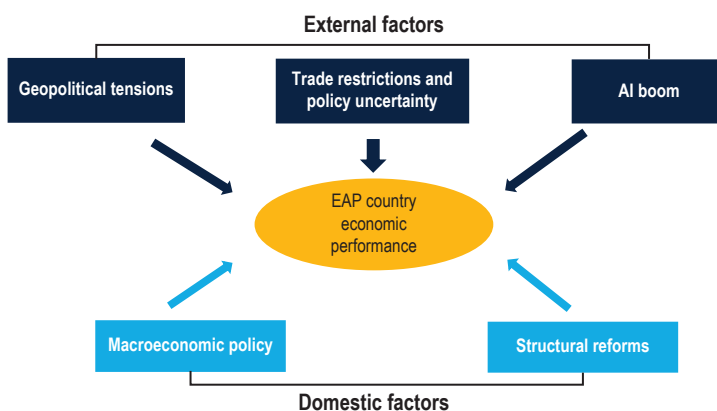 External factors
Geopolitical tensions
Trade restrictions and
policy uncertainty
AI boom
EAP country
economic
performance
Macroeconomic policy
Structural reforms
Domestic factors